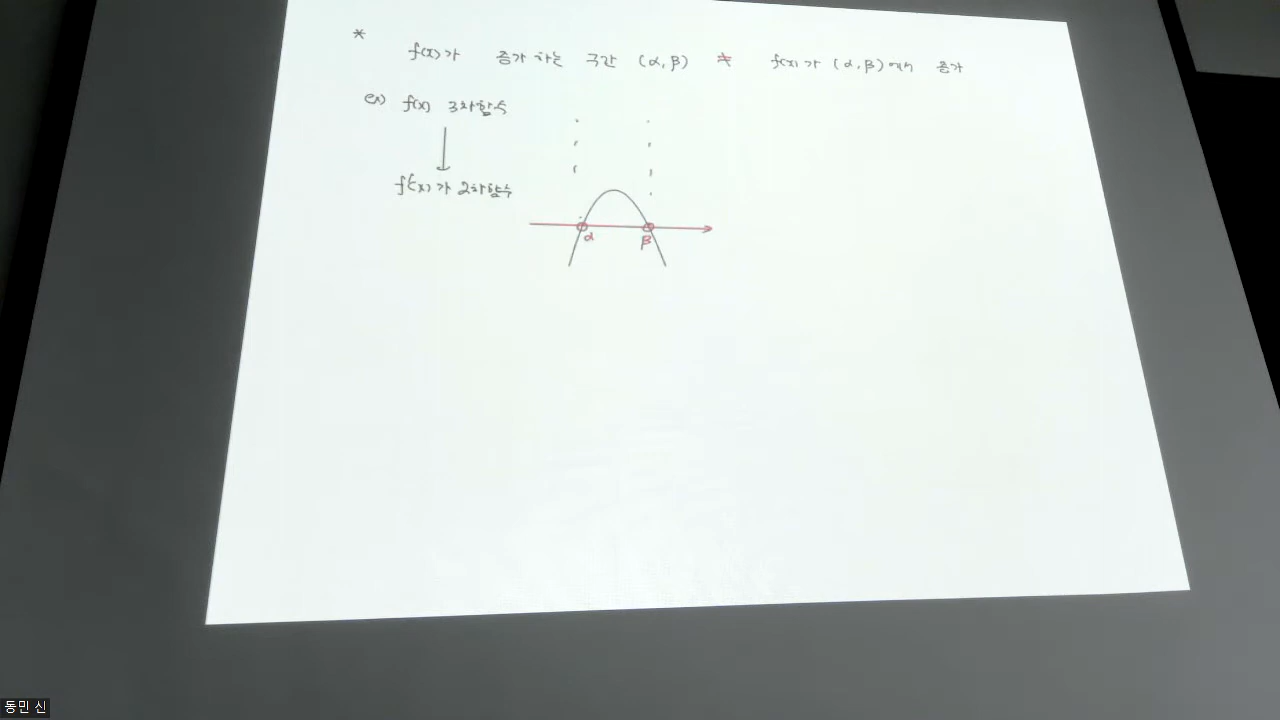 * f(x)가 증가하는 구간 (α, β) ≠ f(x)가 (α, β)에서 증가
ex) f(x) 3차함수
f'(x)가 2차함수
α β
동민 신